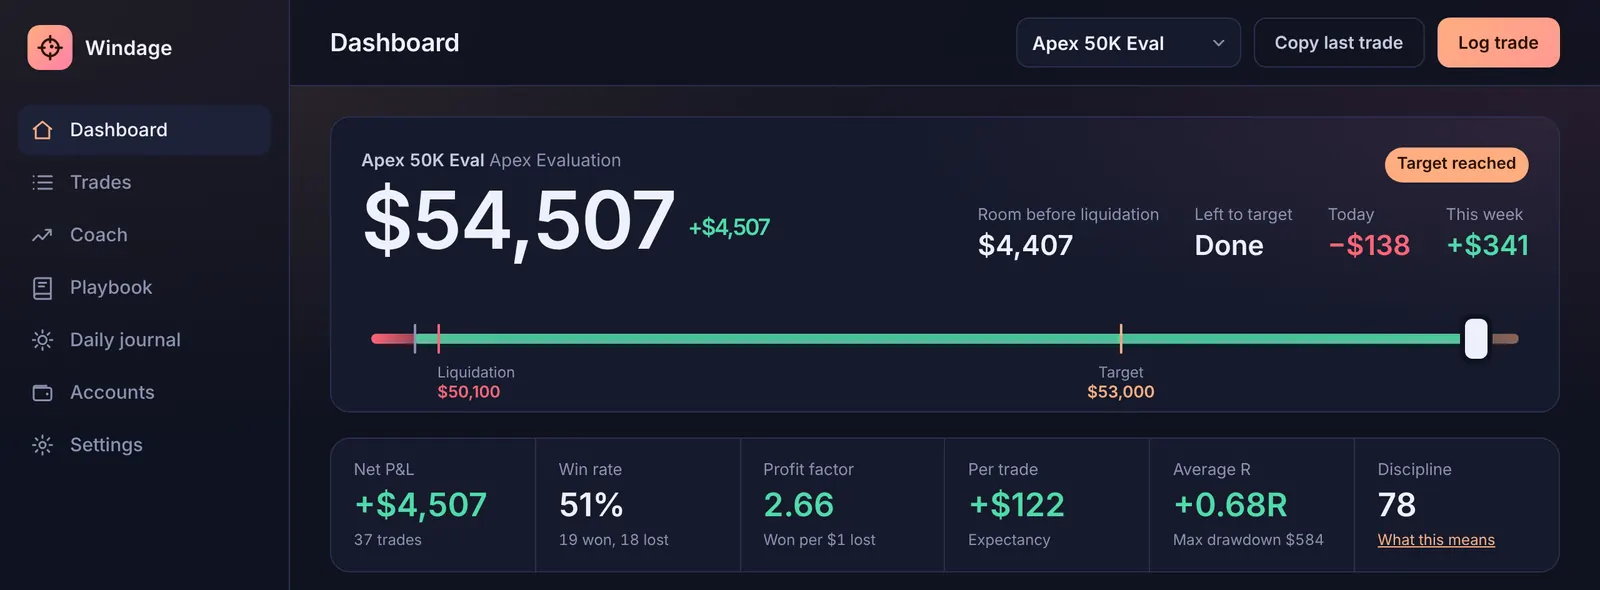 Windage
Dashboard
Trades
Coach
Playbook
Daily journal
Accounts
Settings
Dashboard
Apex 50K Eval
Copy last trade
Log trade
Apex 50K Eval Apex Evaluation
$54,507 +$4,507
Target reached
Room before liquidation
$4,407
Left to target
Done
Today
−$138
This week
+$341
Liquidation
$50,100
Target
$53,000
Net P&L
+$4,507
37 trades
Win rate
51%
19 won, 18 lost
Profit factor
2.66
Won per $1 lost
Per trade
+$122
Expectancy
Average R
+0.68R
Max drawdown $584
Discipline
78
What this means